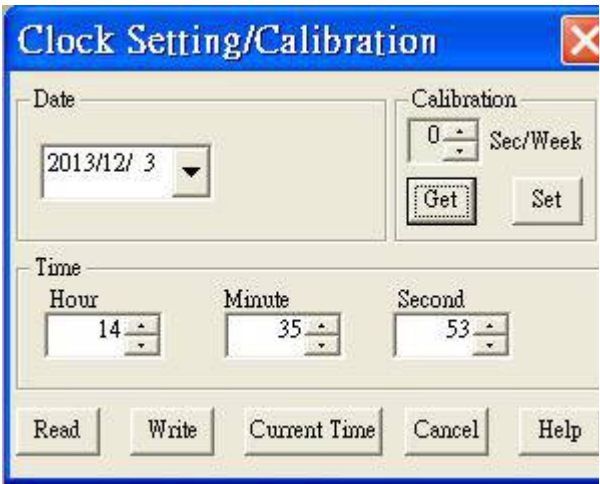 Clock Setting/Calibration
Date
2013/12/ 3
Calibration
0 Sec/Week
Get Set
Time
Hour Minute Second
14 35 53
Read Write Current Time Cancel Help